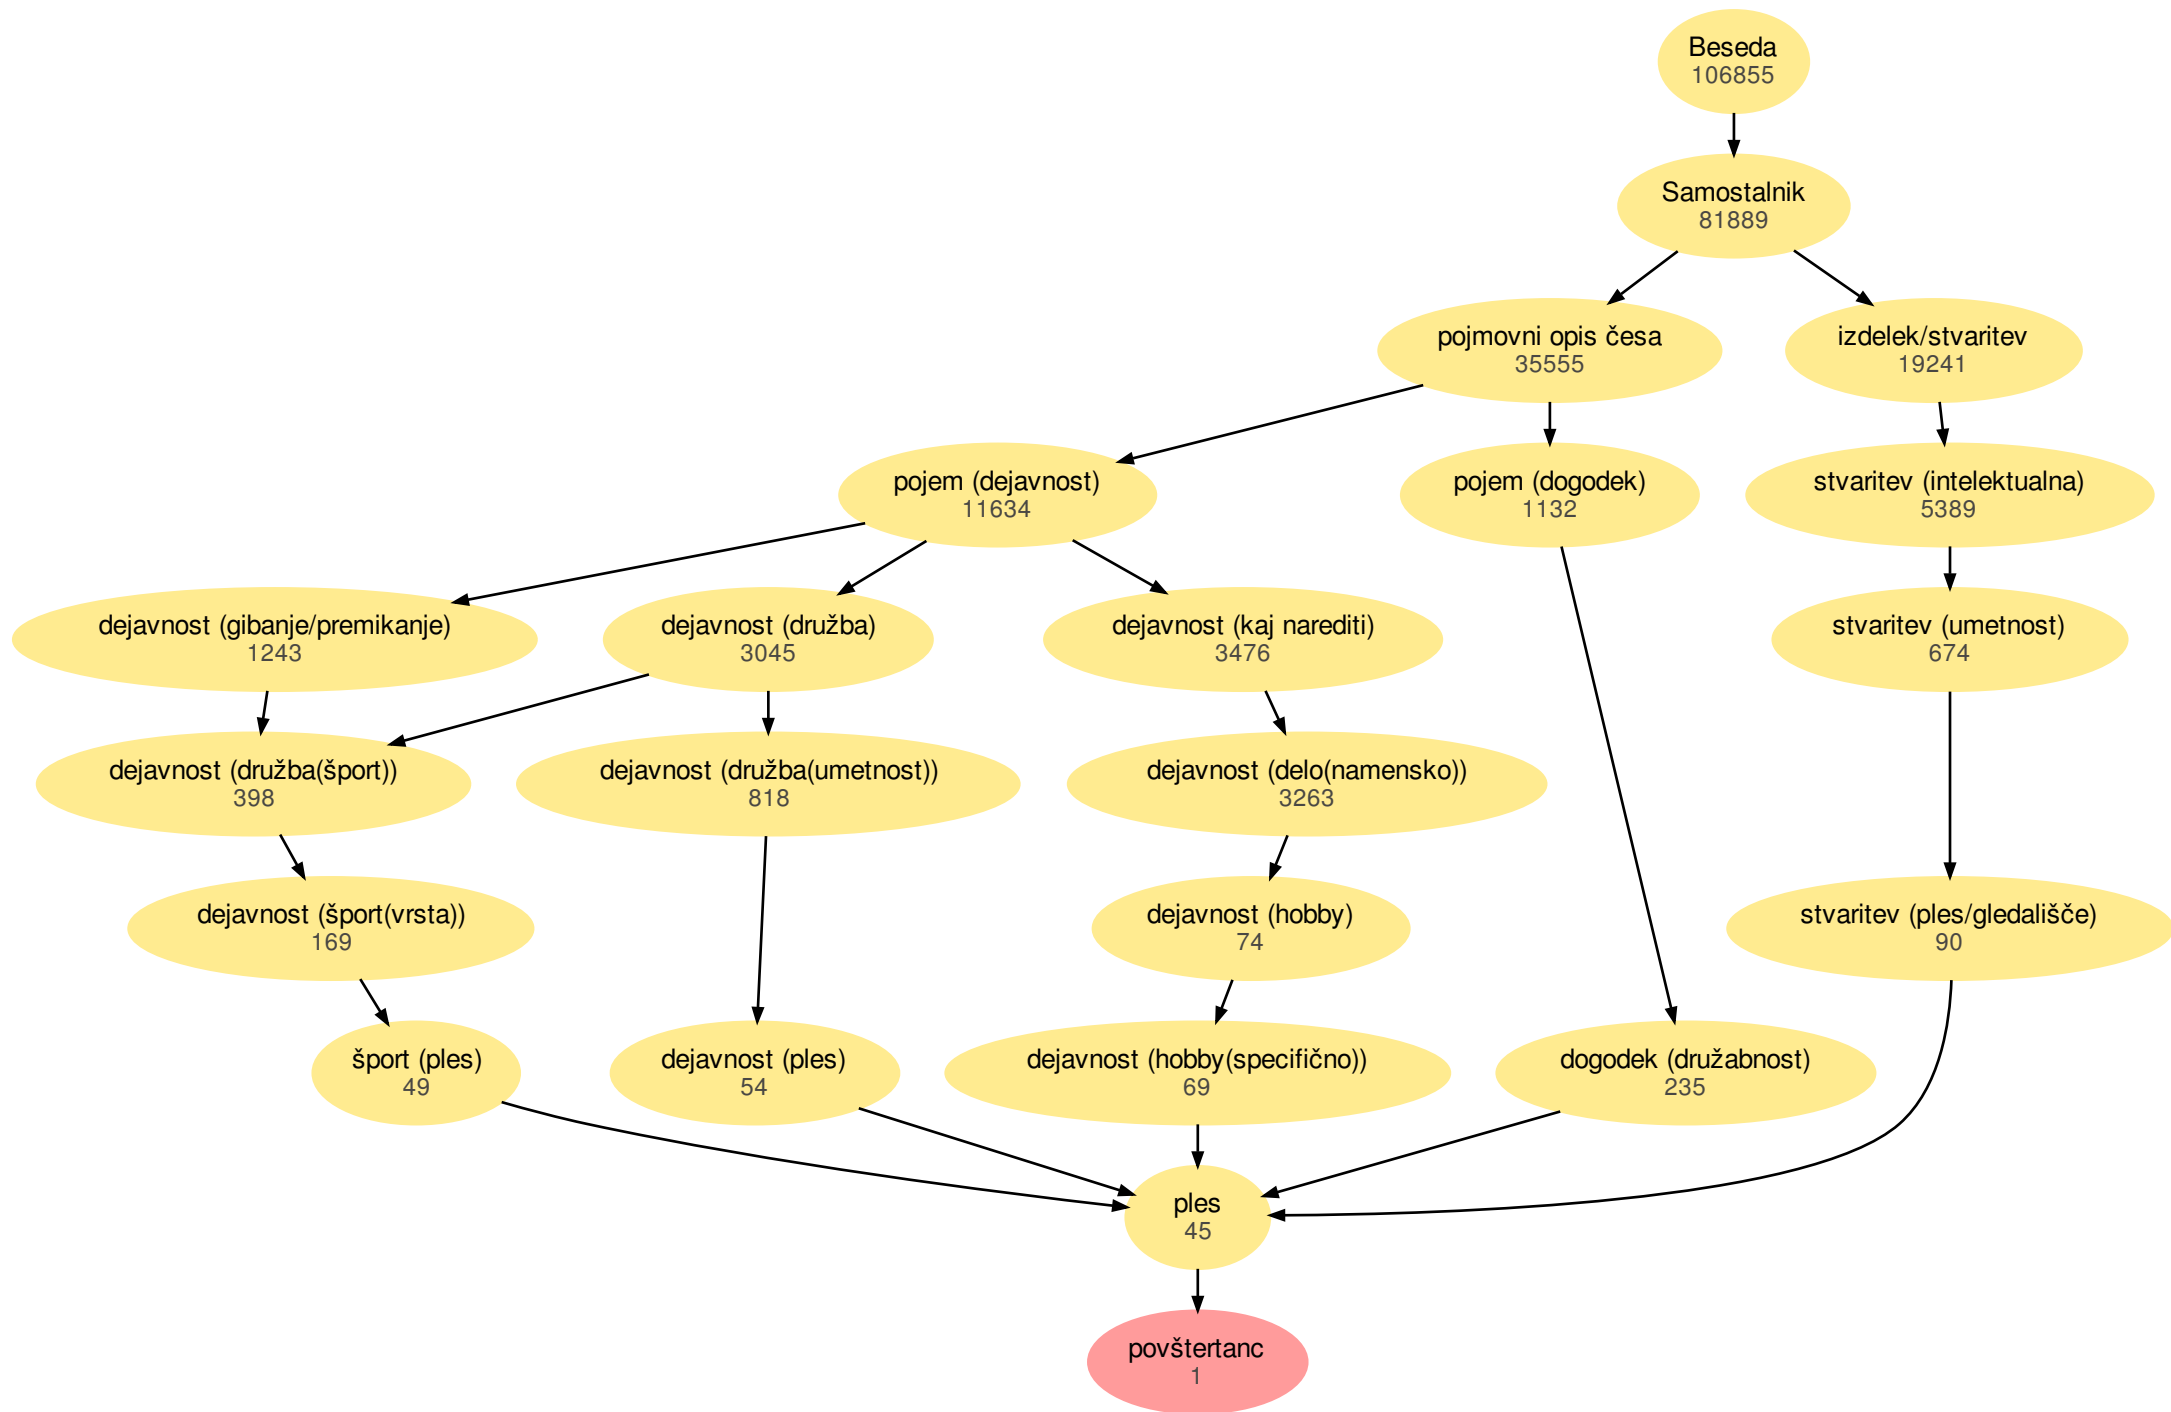 Beseda
106855
Samostalnik
81889
pojmovni opis česa
35555
izdelek/stvaritev
19241
pojem (dejavnost)
11634
pojem (dogodek)
1132
stvaritev (intelektualna)
5389
dejavnost (gibanje/premikanje)
1243
dejavnost (družba)
3045
dejavnost (kaj narediti)
3476
stvaritev (umetnost)
674
dejavnost (družba(šport))
398
dejavnost (družba(umetnost))
818
dejavnost (delo(namensko))
3263
dejavnost (šport(vrsta))
169
dejavnost (hobby)
74
stvaritev (ples/gledališče)
90
šport (ples)
49
dejavnost (ples)
54
dejavnost (hobby(specifično))
69
dogodek (družabnost)
235
ples
45
povštertanc
1